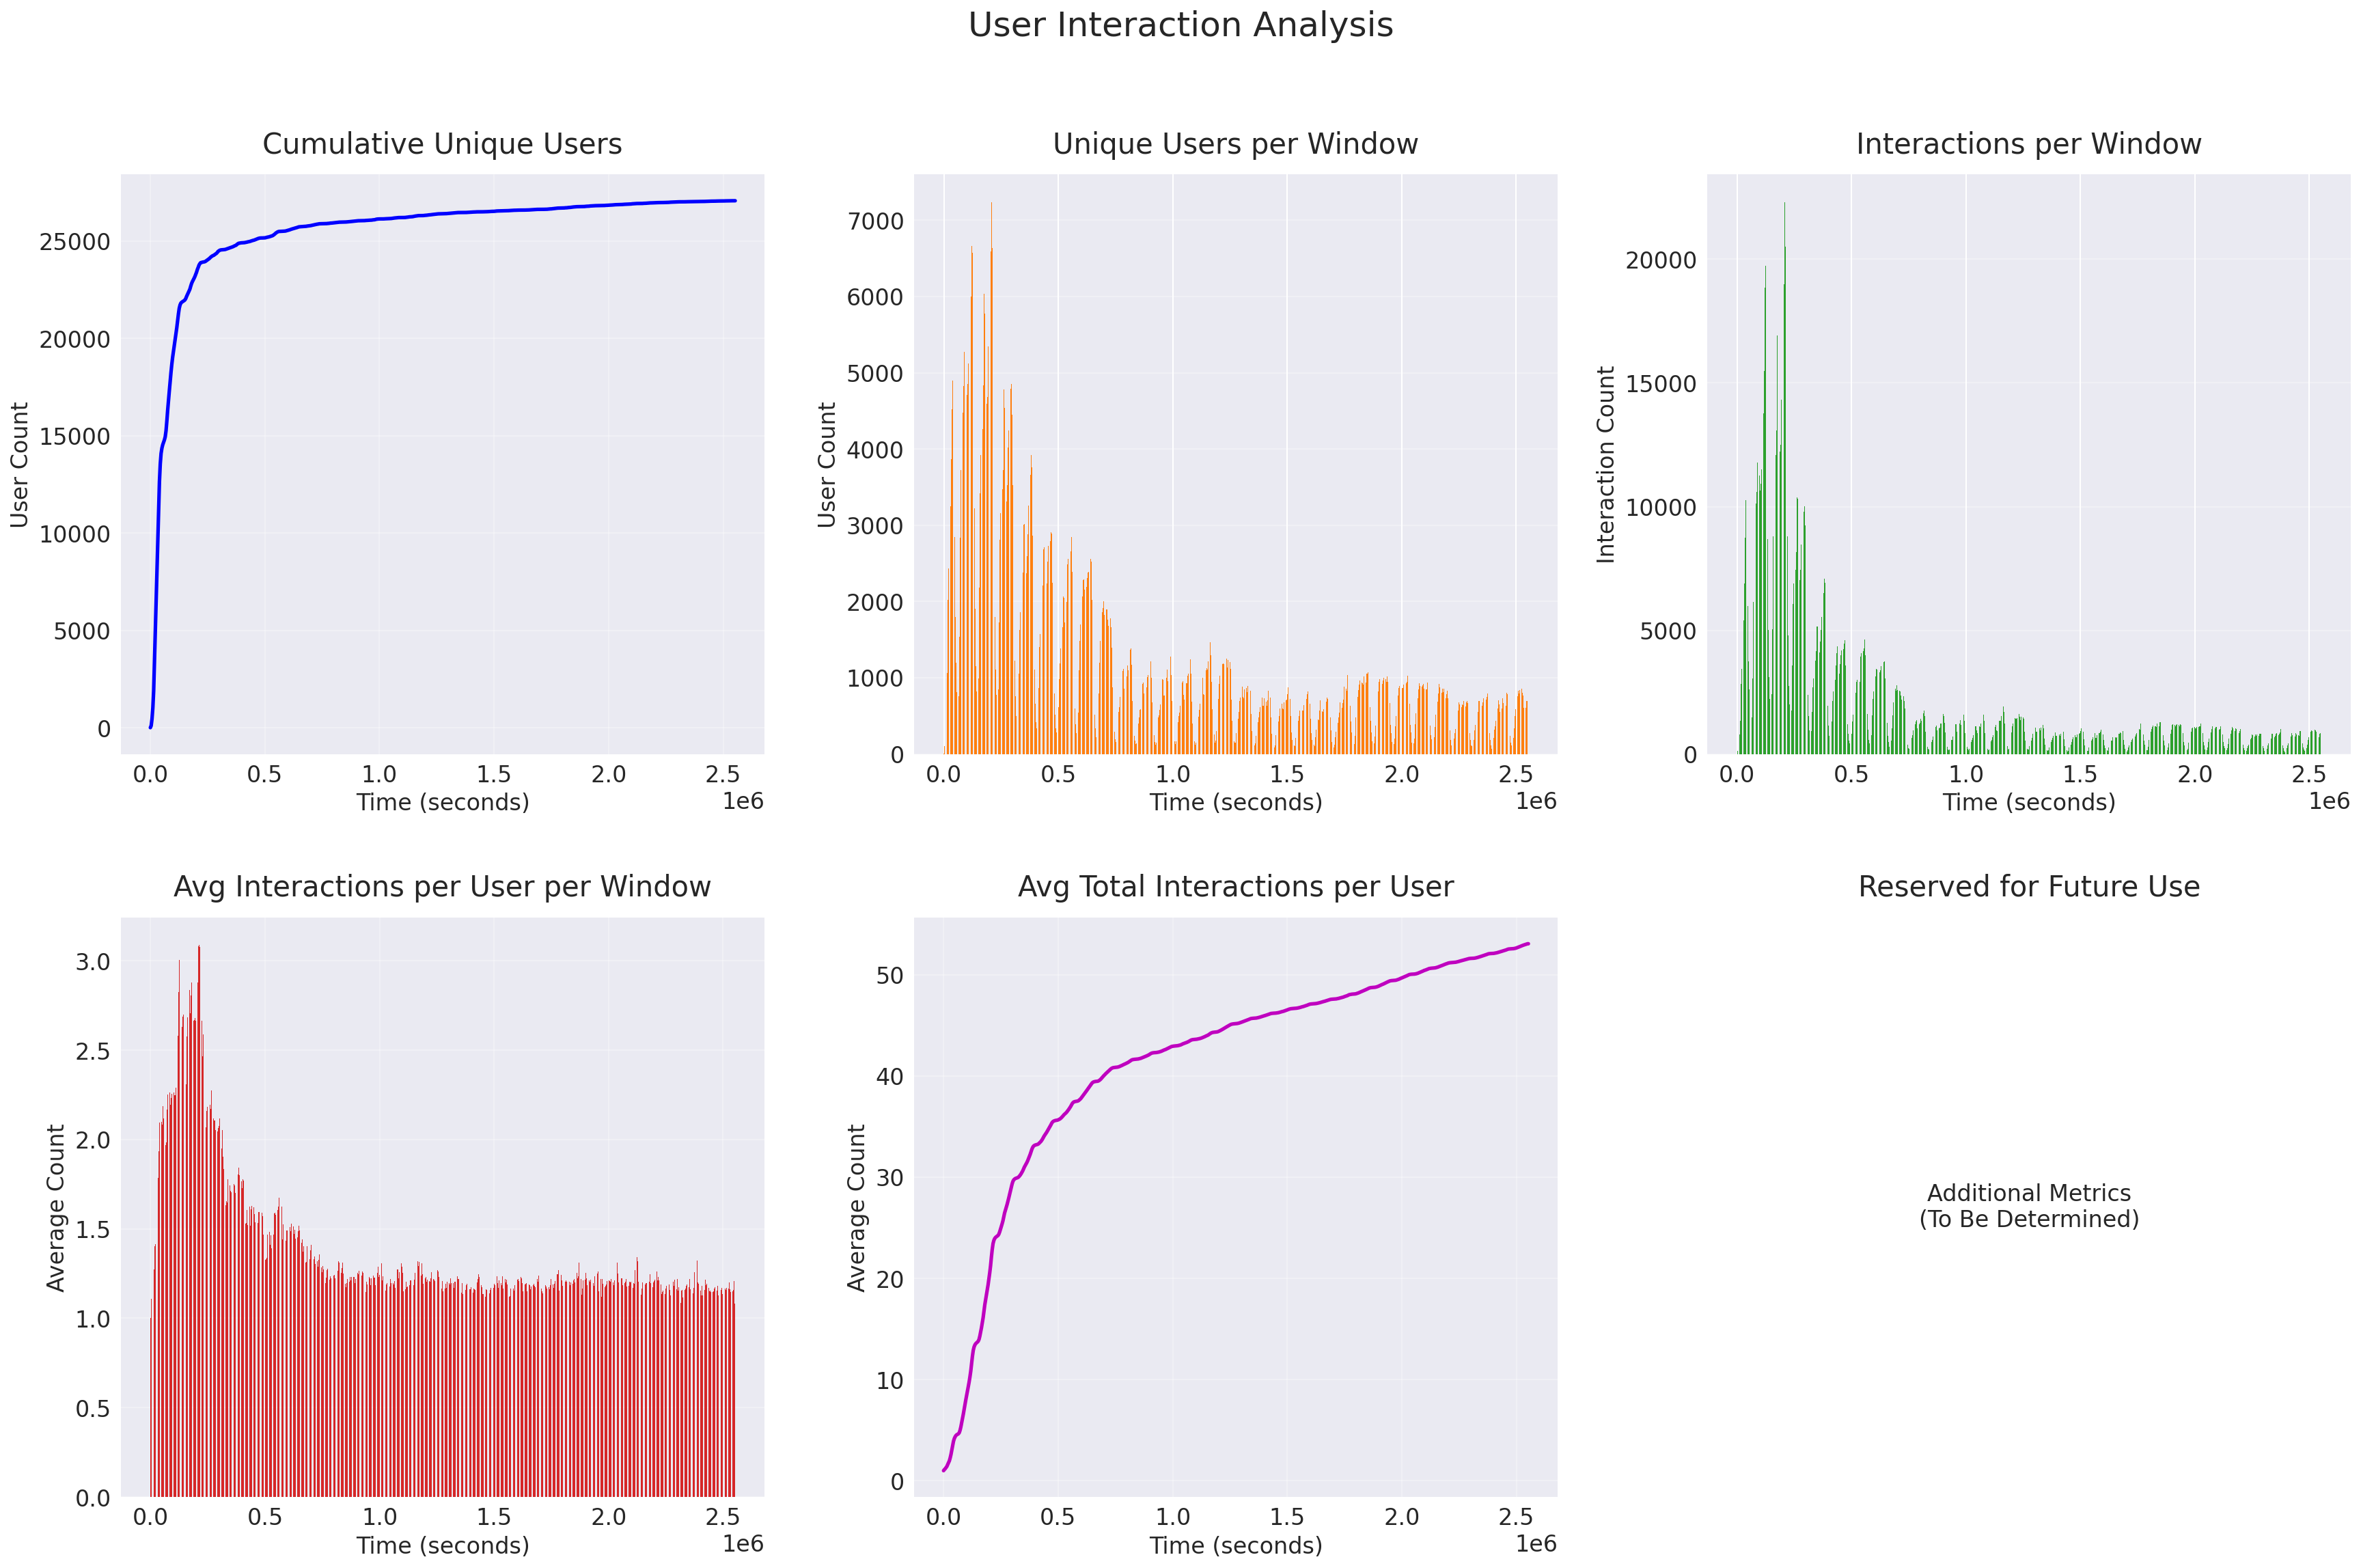 User Interaction Analysis
Cumulative Unique Users
User Count
25000
20000
15000
10000
5000
0
0.0 0.5 1.0 1.5 2.0 2.5
1e6
Time (seconds)
Unique Users per Window
User Count
7000
6000
5000
4000
3000
2000
1000
0
0.0 0.5 1.0 1.5 2.0 2.5
1e6
Time (seconds)
Interactions per Window
Interaction Count
20000
15000
10000
5000
0
0.0 0.5 1.0 1.5 2.0 2.5
1e6
Time (seconds)
Avg Interactions per User per Window
Average Count
3.0
2.5
2.0
1.5
1.0
0.5
0.0
0.0 0.5 1.0 1.5 2.0 2.5
1e6
Time (seconds)
Avg Total Interactions per User
Average Count
50
40
30
20
10
0
0.0 0.5 1.0 1.5 2.0 2.5
1e6
Time (seconds)
Reserved for Future Use
Additional Metrics
(To Be Determined)